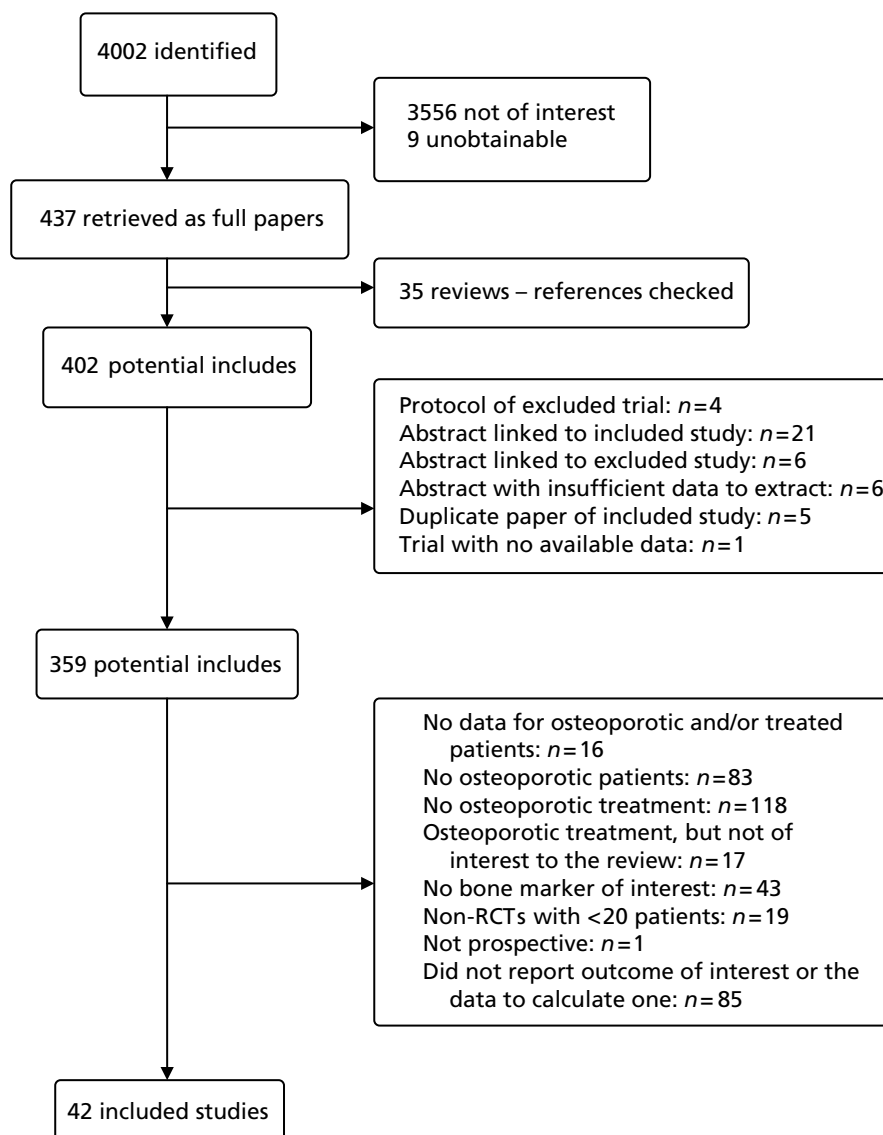 4002 identified
3556 not of interest
9 unobtainable
437 retrieved as full papers
35 reviews – references checked
402 potential includes
Protocol of excluded trial: n=4
Abstract linked to included study: n=21
Abstract linked to excluded study: n=6
Abstract with insufficient data to extract: n=6
Duplicate paper of included study: n=5
Trial with no available data: n=1
359 potential includes
No data for osteoporotic and/or treated
patients: n=16
No osteoporotic patients: n=83
No osteoporotic treatment: n=118
Osteoporotic treatment, but not of
interest to the review: n=17
No bone marker of interest: n=43
Non-RCTs with <20 patients: n=19
Not prospective: n=1
Did not report outcome of interest or the
data to calculate one: n=85
42 included studies